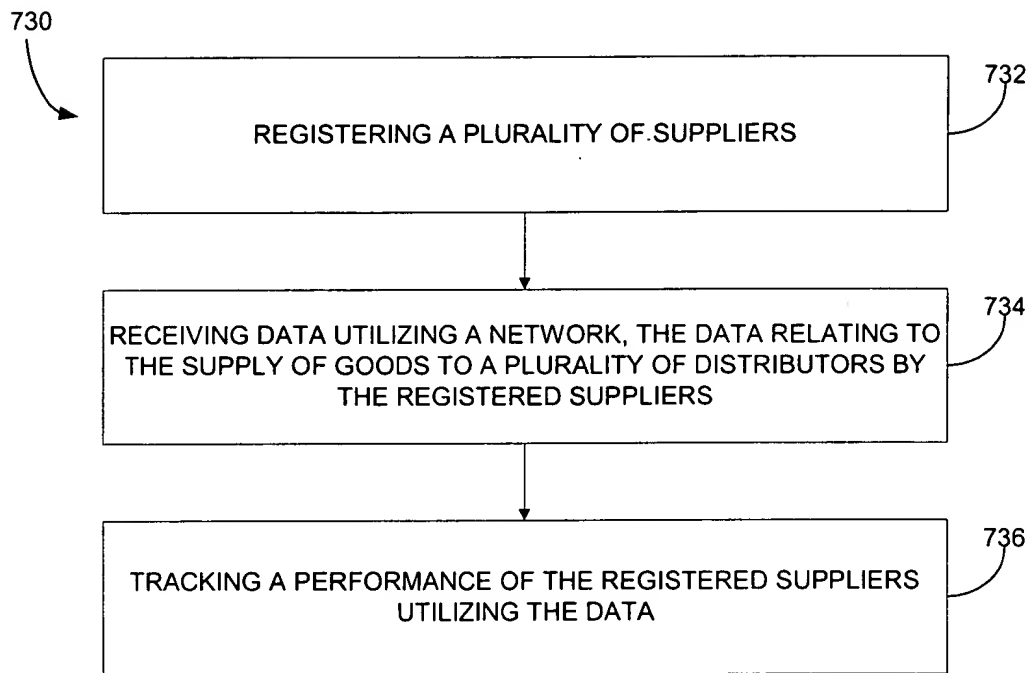 730
732
REGISTERING A PLURALITY OF SUPPLIERS
734
RECEIVING DATA UTILIZING A NETWORK, THE DATA RELATING TO
THE SUPPLY OF GOODS TO A PLURALITY OF DISTRIBUTORS BY
THE REGISTERED SUPPLIERS
736
TRACKING A PERFORMANCE OF THE REGISTERED SUPPLIERS
UTILIZING THE DATA